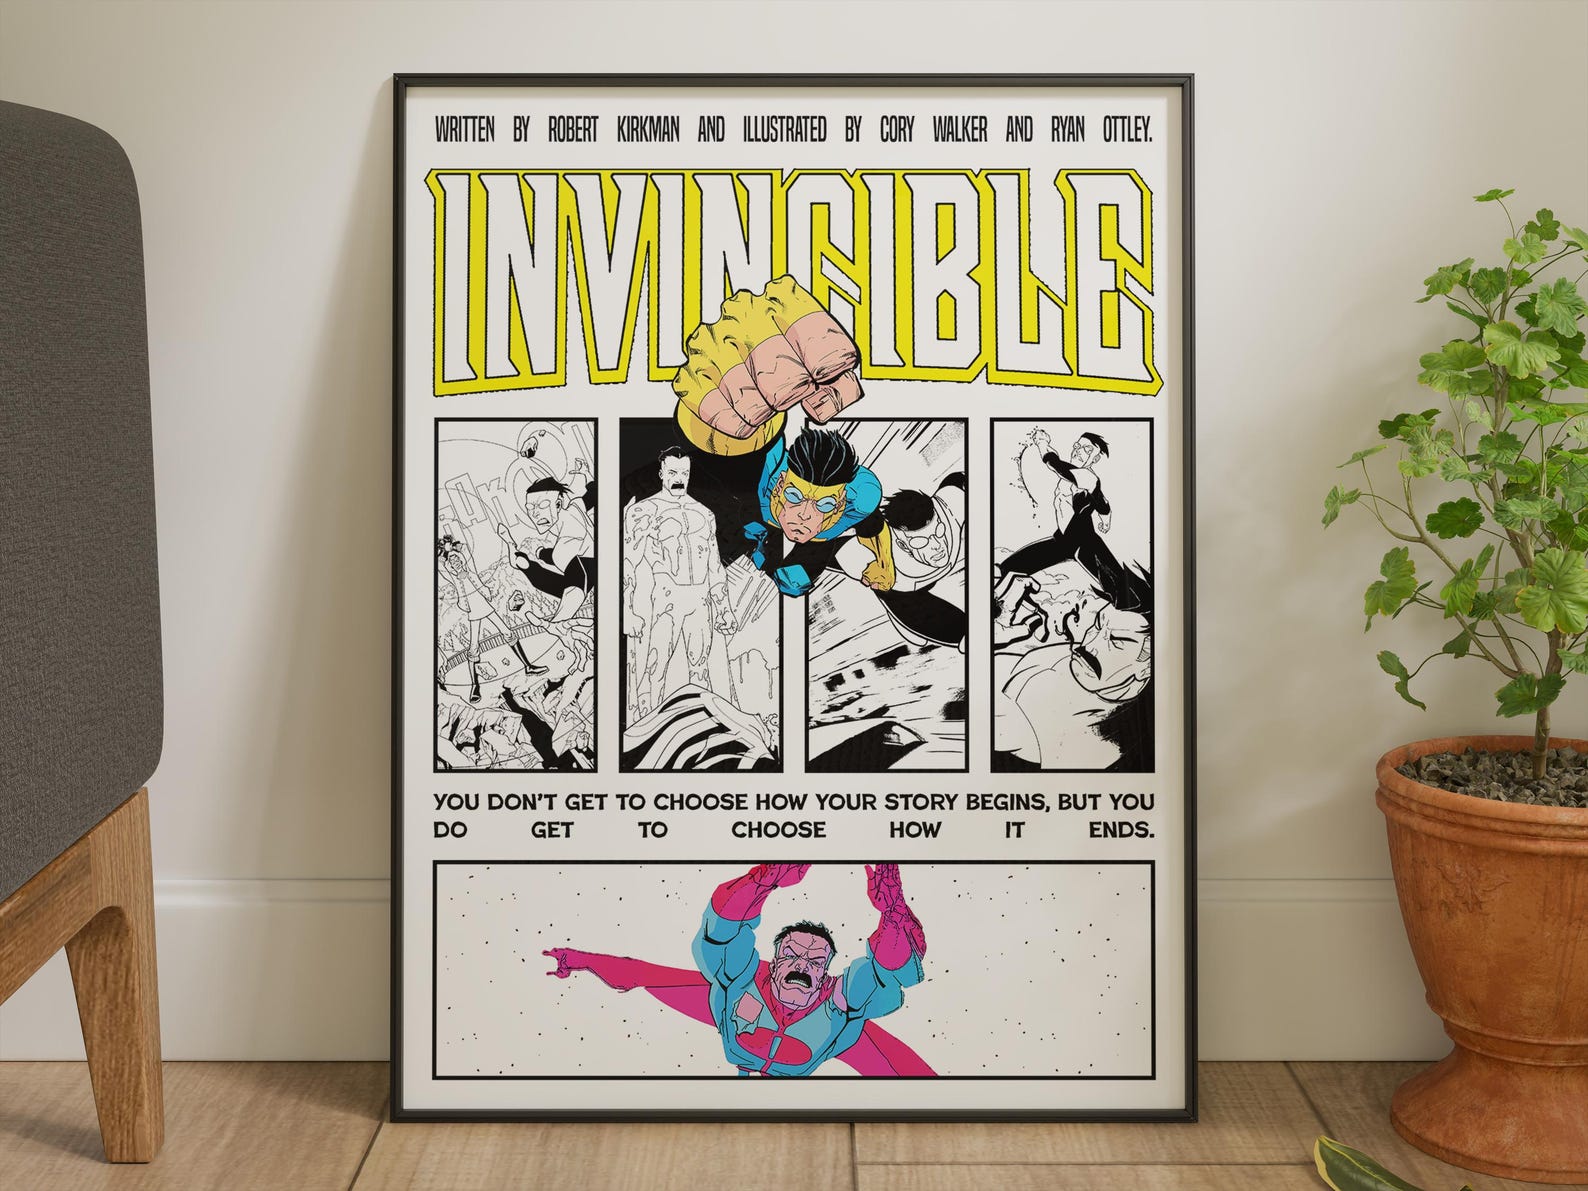 WRITTEN BY ROBERT KIRKMAN AND ILLUSTRATED BY CORY WALKER AND RYAN OTTLEY.
INVINCIBLE
YOU DON'T GET TO CHOOSE HOW YOUR STORY BEGINS, BUT YOU
DO GET TO CHOOSE HOW IT ENDS.